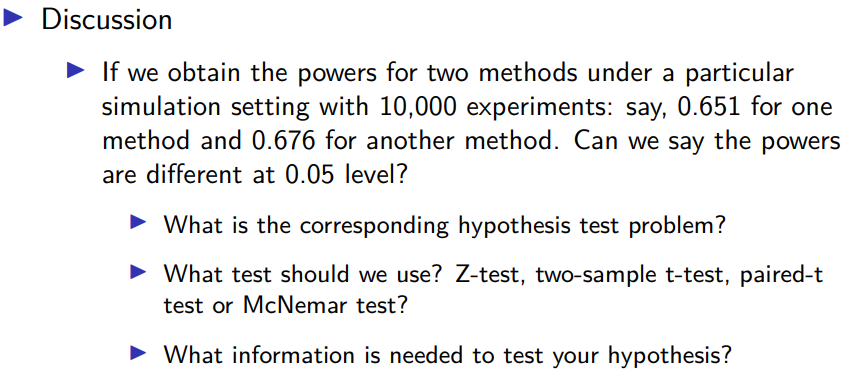 Discussion
If we obtain the powers for two methods under a particular
simulation setting with 10,000 experiments: say, 0.651 for one
method and 0.676 for another method. Can we say the powers
are different at 0.05 level?
What is the corresponding hypothesis test problem?
What test should we use? Z-test, two-sample t-test, paired-t
test or McNemar test?
What information is needed to test your hypothesis?